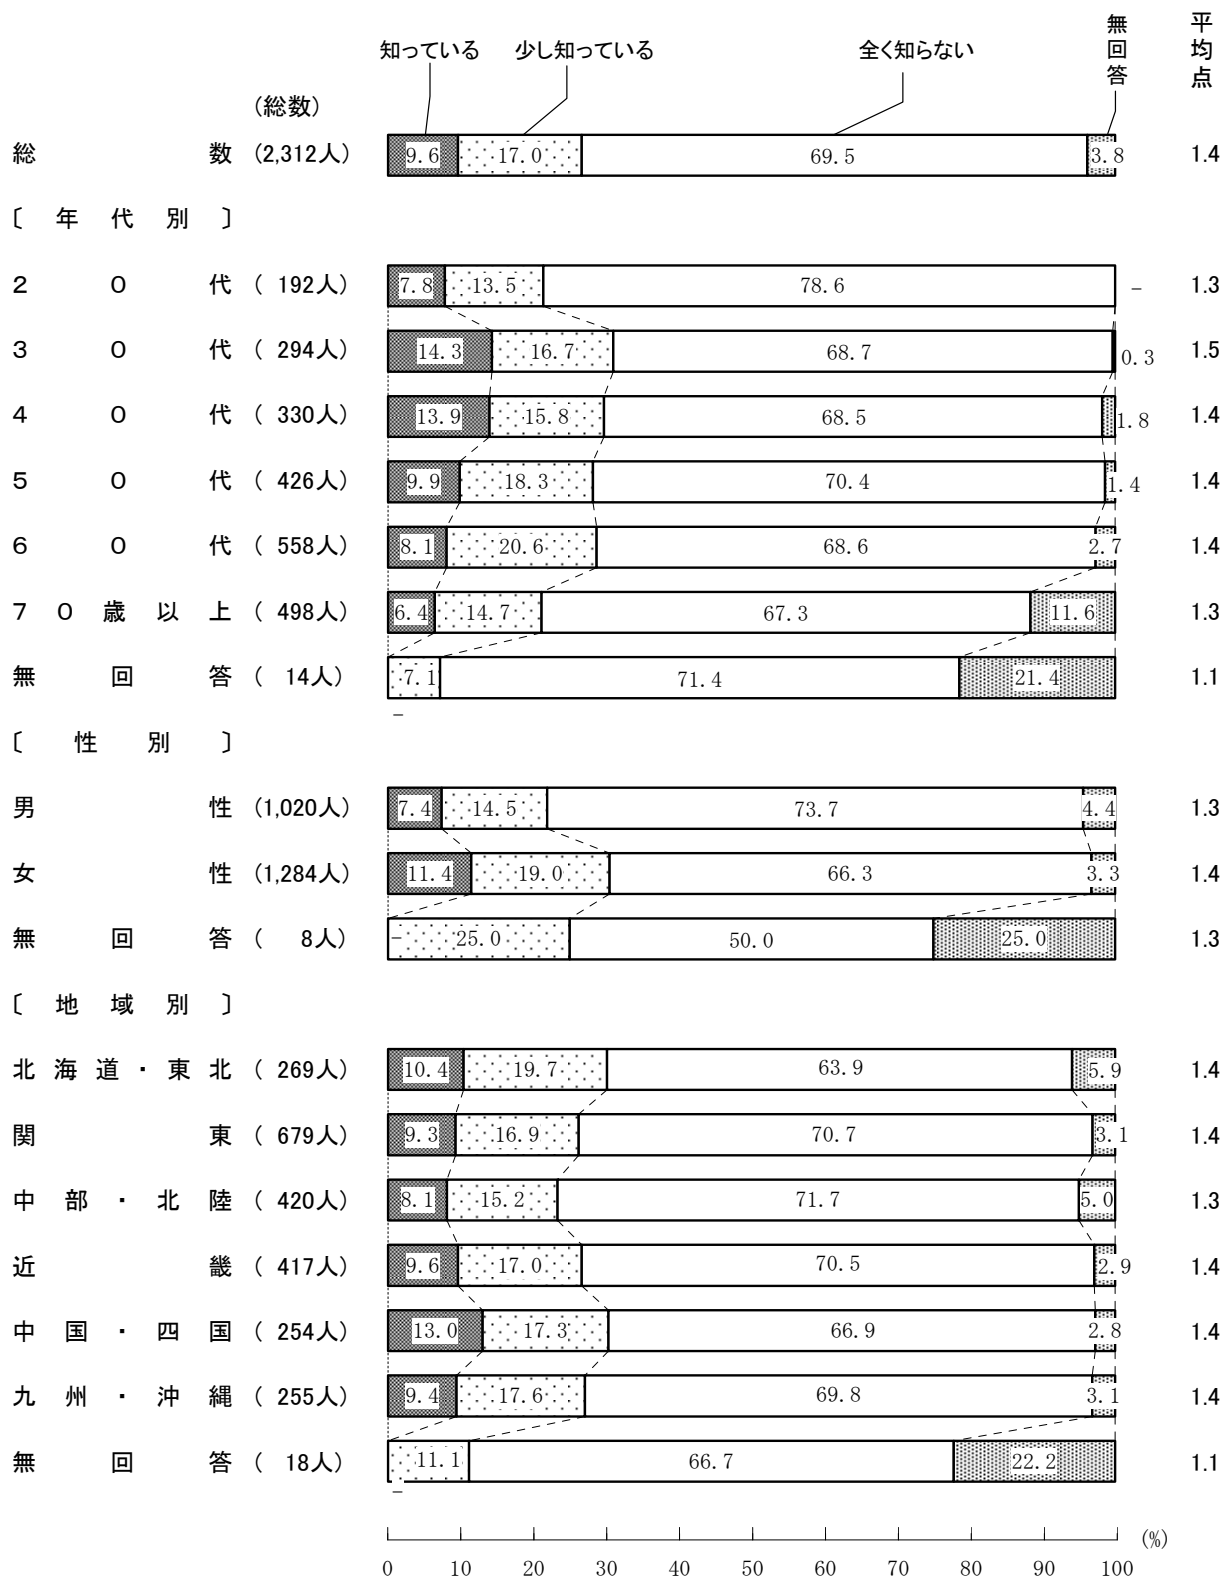 知っている 少し知っている 全く知らない 無回答 平均点
(総数)
総数 (2,312人) 9.6 17.0 69.5 3.8 1.4
〔年代別〕
２０代 ( 192人) 7.8 13.5 78.6 － 1.3
３０代 ( 294人) 14.3 16.7 68.7 0.3 1.5
４０代 ( 330人) 13.9 15.8 68.5 1.8 1.4
５０代 ( 426人) 9.9 18.3 70.4 1.4 1.4
６０代 ( 558人) 8.1 20.6 68.6 2.7 1.4
７０歳以上 ( 498人) 6.4 14.7 67.3 11.6 1.3
無回答 ( 14人) 7.1 71.4 21.4 1.1
－
〔性別〕
男性 (1,020人) 7.4 14.5 73.7 4.4 1.3
女性 (1,284人) 11.4 19.0 66.3 3.3 1.4
無回答 ( 8人) － 25.0 50.0 25.0 1.3
〔地域別〕
北海道・東北 ( 269人) 10.4 19.7 63.9 5.9 1.4
関東 ( 679人) 9.3 16.9 70.7 3.1 1.4
中部・北陸 ( 420人) 8.1 15.2 71.7 5.0 1.3
近畿 ( 417人) 9.6 17.0 70.5 2.9 1.4
中国・四国 ( 254人) 13.0 17.3 66.9 2.8 1.4
九州・沖縄 ( 255人) 9.4 17.6 69.8 3.1 1.4
無回答 ( 18人) 11.1 66.7 22.2 1.1
－
0 10 20 30 40 50 60 70 80 90 100 (%)